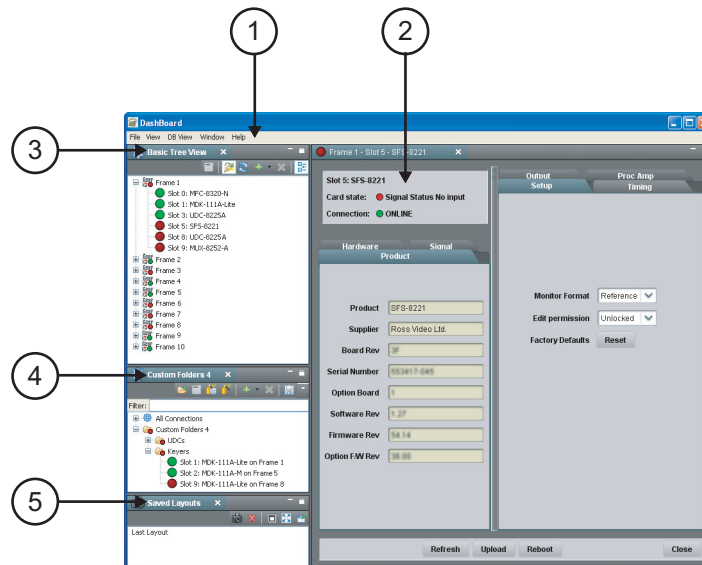 1
2
3
4
5
DashBoard
File View DB View Window Help
Basic Tree View
Frame 1
Slot 0: MFC-8320-N
Slot 1: MDK-111A-Lite
Slot 3: UDC-8225A
Slot 5: SFS-8221
Slot 8: UDC-8225A
Slot 9: MUX-8252-A
Frame 2
Frame 3
Frame 4
Frame 5
Frame 6
Frame 7
Frame 8
Frame 9
Frame 10
Custom Folders 4
Filter:
All Connections
Custom Folders 4
UDCs
Keyers
Slot 1: MDK-111A-Lite on Frame 1
Slot 2: MDK-111A-M on Frame 5
Slot 9: MDK-111A-Lite on Frame 8
Saved Layouts
Last Layout
Frame 1 - Slot 5 - SFS-8221
Slot 5: SFS-8221
Card state: Signal Status No input
Connection: ONLINE
Hardware Signal
Product
Product SFS-8221
Supplier Ross Video Ltd.
Board Rev
Serial Number
Option Board 1
Software Rev 1.27
Firmware Rev 54.14
Option F/W Rev 36.00
Output Proc Amp
Setup Timing
Monitor Format Reference
Edit permission Unlocked
Factory Defaults Reset
Refresh Upload Reboot Close